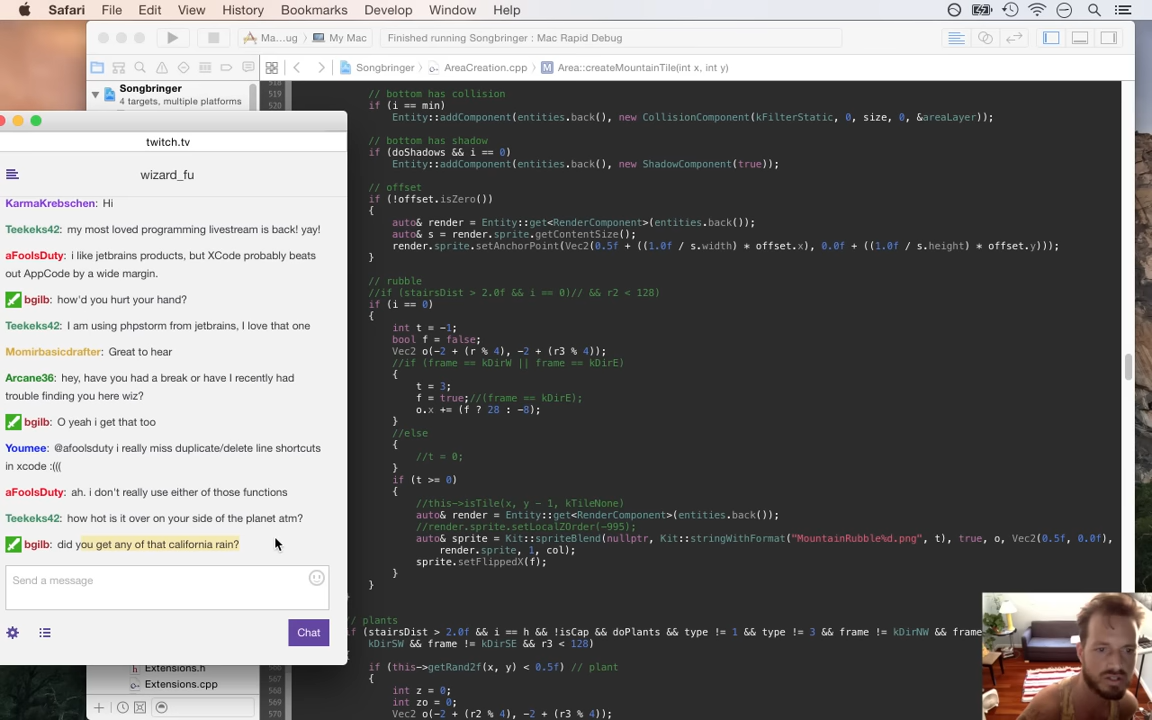 Safari File Edit View History Bookmarks Develop Window Help
Ma...ug My Mac Finished running Songbringer : Mac Rapid Debug
Songbringer AreaCreation.cpp M Area::createMountainTile(int x, int y)
Songbringer
4 targets, multiple platforms
twitch.tv
wizard_fu
KarmaKrebschen: Hi
Teekeks42: my most loved programming livestream is back! yay!
aFoolsDuty: i like jetbrains products, but XCode probably beats
out AppCode by a wide margin.
bgilb: how'd you hurt your hand?
Teekeks42: I am using phpstorm from jetbrains, I love that one
Momirbasicdrafter: Great to hear
Arcane36: hey, have you had a break or have I recently had
trouble finding you here wiz?
bgilb: O yeah i get that too
Youmee: @afoolsduty i really miss duplicate/delete line shortcuts
in xcode :(((
aFoolsDuty: ah. i don't really use either of those functions
Teekeks42: how hot is it over on your side of the planet atm?
bgilb: did you get any of that california rain?
Send a message
Chat
Extensions.h
Extensions.cpp
519 // bottom has collision
520 if (i == min)
Entity::addComponent(entities.back(), new CollisionComponent(kFilterStatic, 0, size, 0, &areaLayer));
// bottom has shadow
if (doShadows && i == 0)
Entity::addComponent(entities.back(), new ShadowComponent(true));
// offset
if (!offset.isZero())
{
auto& render = Entity::get<RenderComponent>(entities.back());
auto& s = render.sprite.getContentSize();
render.sprite.setAnchorPoint(Vec2(0.5f + ((1.0f / s.width) * offset.x), 0.0f + ((1.0f / s.height) * offset.y)));
}
// rubble
//if (stairsDist > 2.0f && i == 0)// && r2 < 128)
if (i == 0)
{
int t = -1;
bool f = false;
Vec2 o(-2 + (r % 4), -2 + (r3 % 4));
//if (frame == kDirW || frame == kDirE)
{
t = 3;
f = true;//(frame == kDirE);
o.x += (f ? 28 : -8);
}
//else
{
//t = 0;
}
if (t >= 0)
{
//this->isTile(x, y - 1, kTileNone)
auto& render = Entity::get<RenderComponent>(entities.back());
//render.sprite.setLocalZOrder(-995);
auto& sprite = Kit::spriteBlend(nullptr, Kit::stringWithFormat("MountainRubble%d.png", t), true, o, Vec2(0.5f, 0.0f),
render.sprite, 1, col);
sprite.setFlippedX(f);
}
}
// plants
if (stairsDist > 2.0f && i == h && !isCap && doPlants && type != 1 && type != 3 && frame != kDirNW && frame
kDirSW && frame != kDirSE && r3 < 128)
{
567 if (this->getRand2f(x, y) < 0.5f) // plant
568 {
569 int z = 0;
int zo = 0;
570 Vec2 o(-2 + (r2 % 4), -2 + (r3 % 4));